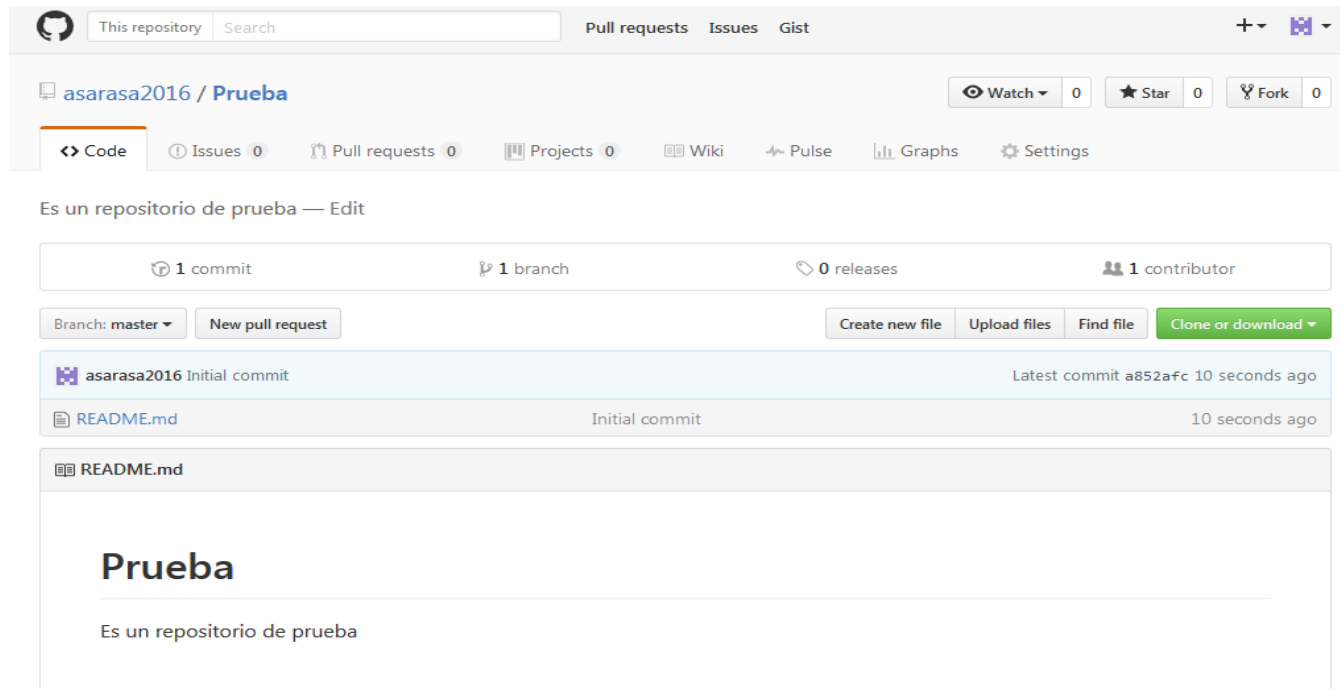 This repository Search Pull requests Issues Gist
asarasa2016 / Prueba Watch 0 Star 0 Fork 0
Code Issues 0 Pull requests 0 Projects 0 Wiki Pulse Graphs Settings
Es un repositorio de prueba — Edit
1 commit 1 branch 0 releases 1 contributor
Branch: master New pull request Create new file Upload files Find file Clone or download
asarasa2016 Initial commit Latest commit a852afc 10 seconds ago
README.md Initial commit 10 seconds ago
README.md
Prueba
Es un repositorio de prueba